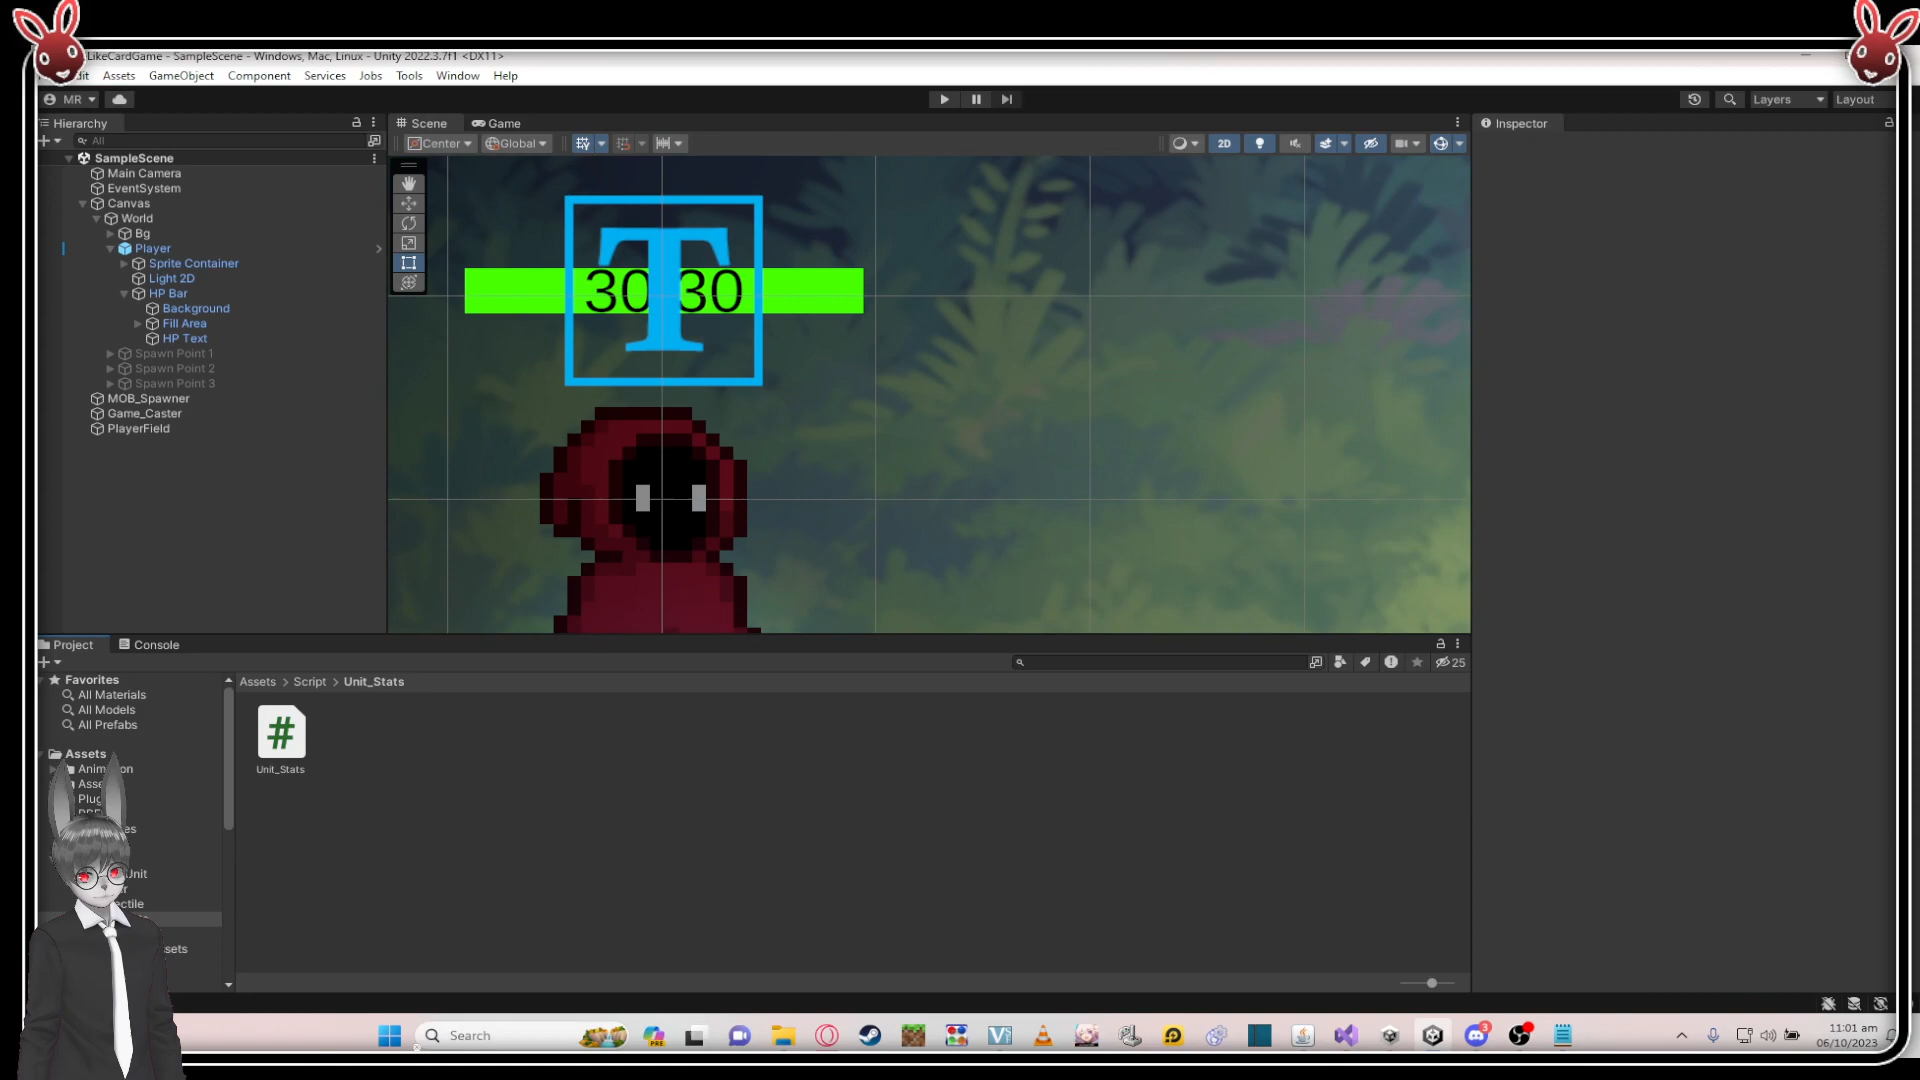 LikeCardGame - SampleScene - Windows, Mac, Linux - Unity 2022.3.7f1 <DX11>
dit Assets GameObject Component Services Jobs Tools Window Help
MR Layers Layout
Hierarchy
All
SampleScene
Main Camera
EventSystem
Canvas
World
Bg
Player
Sprite Container
Light 2D
HP Bar
Background
Fill Area
HP Text
Spawn Point 1
Spawn Point 2
Spawn Point 3
MOB_Spawner
Game_Caster
PlayerField
Scene Game
Center Global 2D
T
30 30
Inspector
Project Console
25
Favorites
All Materials
All Models
All Prefabs
Assets
Assets > Script > Unit_Stats
#
Unit_Stats
Search
PRE
3
11:01 am
06/10/2023